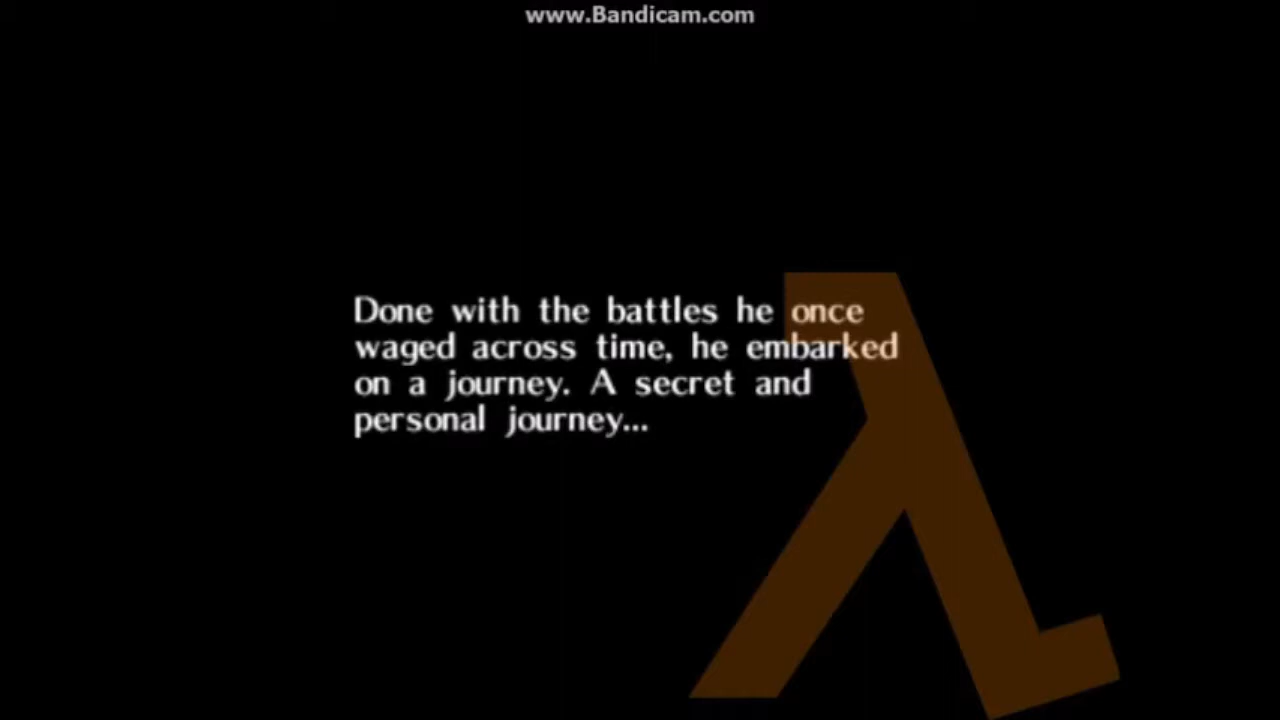 www.Bandicam.com
Done with the battles he once
waged across time, he embarked
on a journey. A secret and
personal journey...